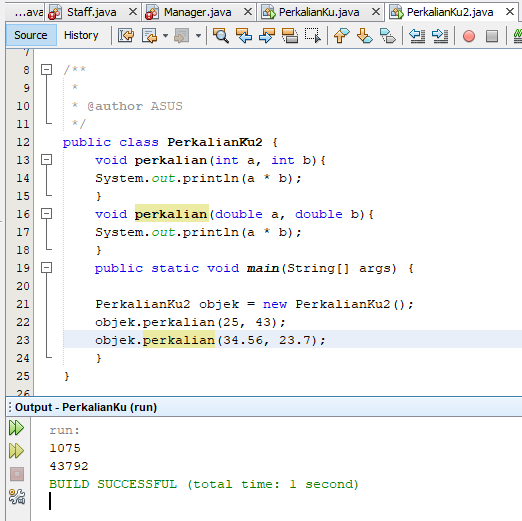 ...ava Staff.java Manager.java PerkalianKu.java PerkalianKu2.java
Source History
7
8 /**
9 *
10 * @author ASUS
11 */
12 public class PerkalianKu2 {
13 void perkalian(int a, int b){
14 System.out.println(a * b);
15 }
16 void perkalian(double a, double b){
17 System.out.println(a * b);
18 }
19 public static void main(String[] args) {
20
21 PerkalianKu2 objek = new PerkalianKu2();
22 objek.perkalian(25, 43);
23 objek.perkalian(34.56, 23.7);
24 }
25 }
26
Output - PerkalianKu (run)
run:
1075
43792
BUILD SUCCESSFUL (total time: 1 second)